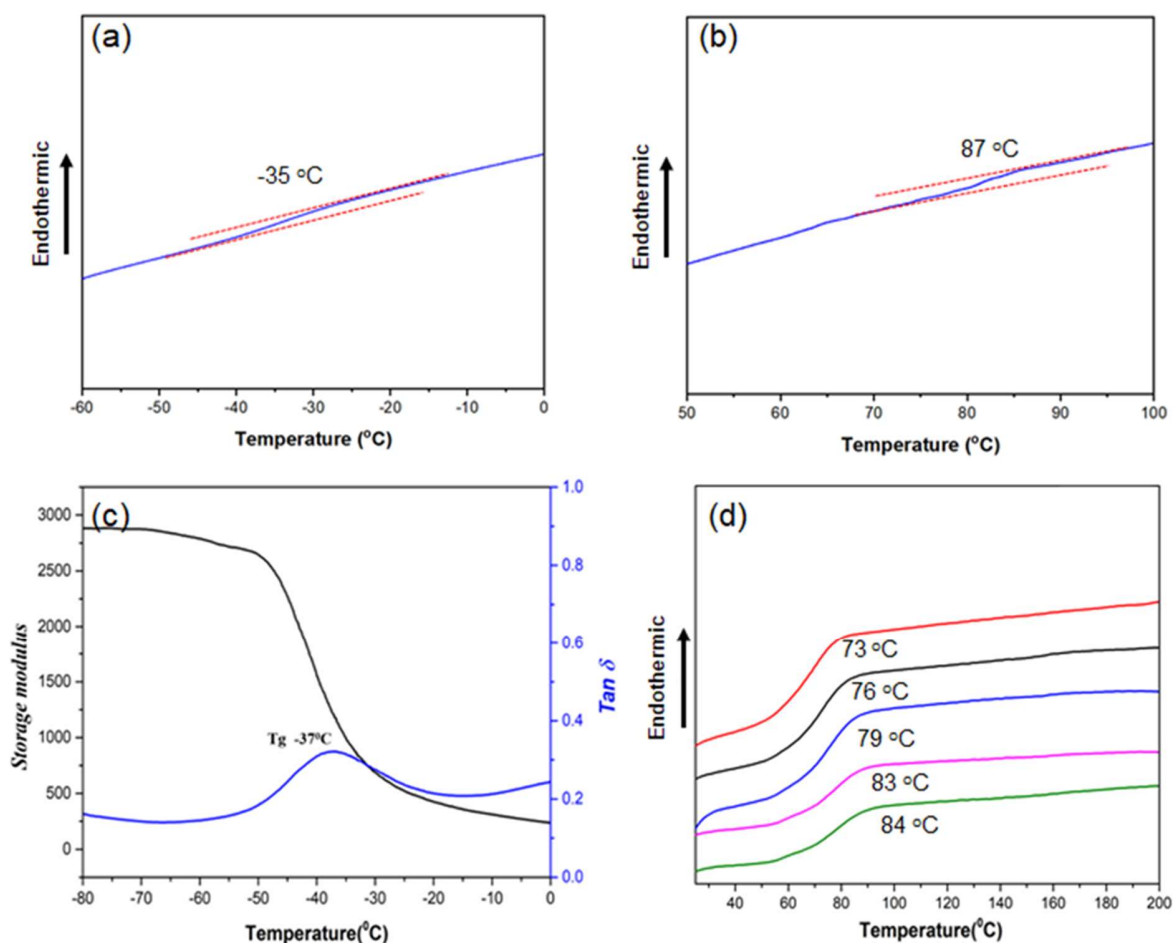 (a)
Endothermic
-35 °C
-60 -50 -40 -30 -20 -10 0
Temperature (°C)
(b)
Endothermic
87 °C
50 60 70 80 90 100
Temperature (°C)
(c)
Storage modulus
3000
2500
2000
1500
1000
500
0
Tg -37⁰C
1.0
0.8
0.6
0.4
0.2
0.0
Tan δ
-80 -70 -60 -50 -40 -30 -20 -10 0
Temperature(⁰C)
(d)
Endothermic
73 °C
76 °C
79 °C
83 °C
84 °C
40 60 80 100 120 140 160 180 200
Temperature(⁰C)